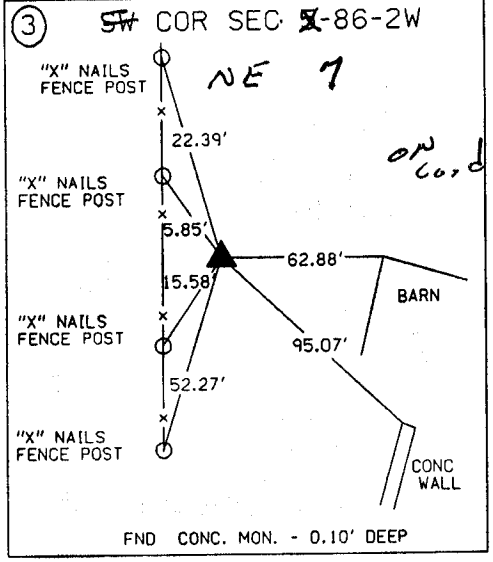 3
SW COR SEC -86-2W
NE 7
"X" NAILS
FENCE POST
22.39'
on Card
"X" NAILS
FENCE POST
5.85'
62.88'
15.58'
BARN
"X" NAILS
FENCE POST
95.07'
52.27'
"X" NAILS
FENCE POST
CONC
WALL
FND CONC. MON. - 0.10' DEEP